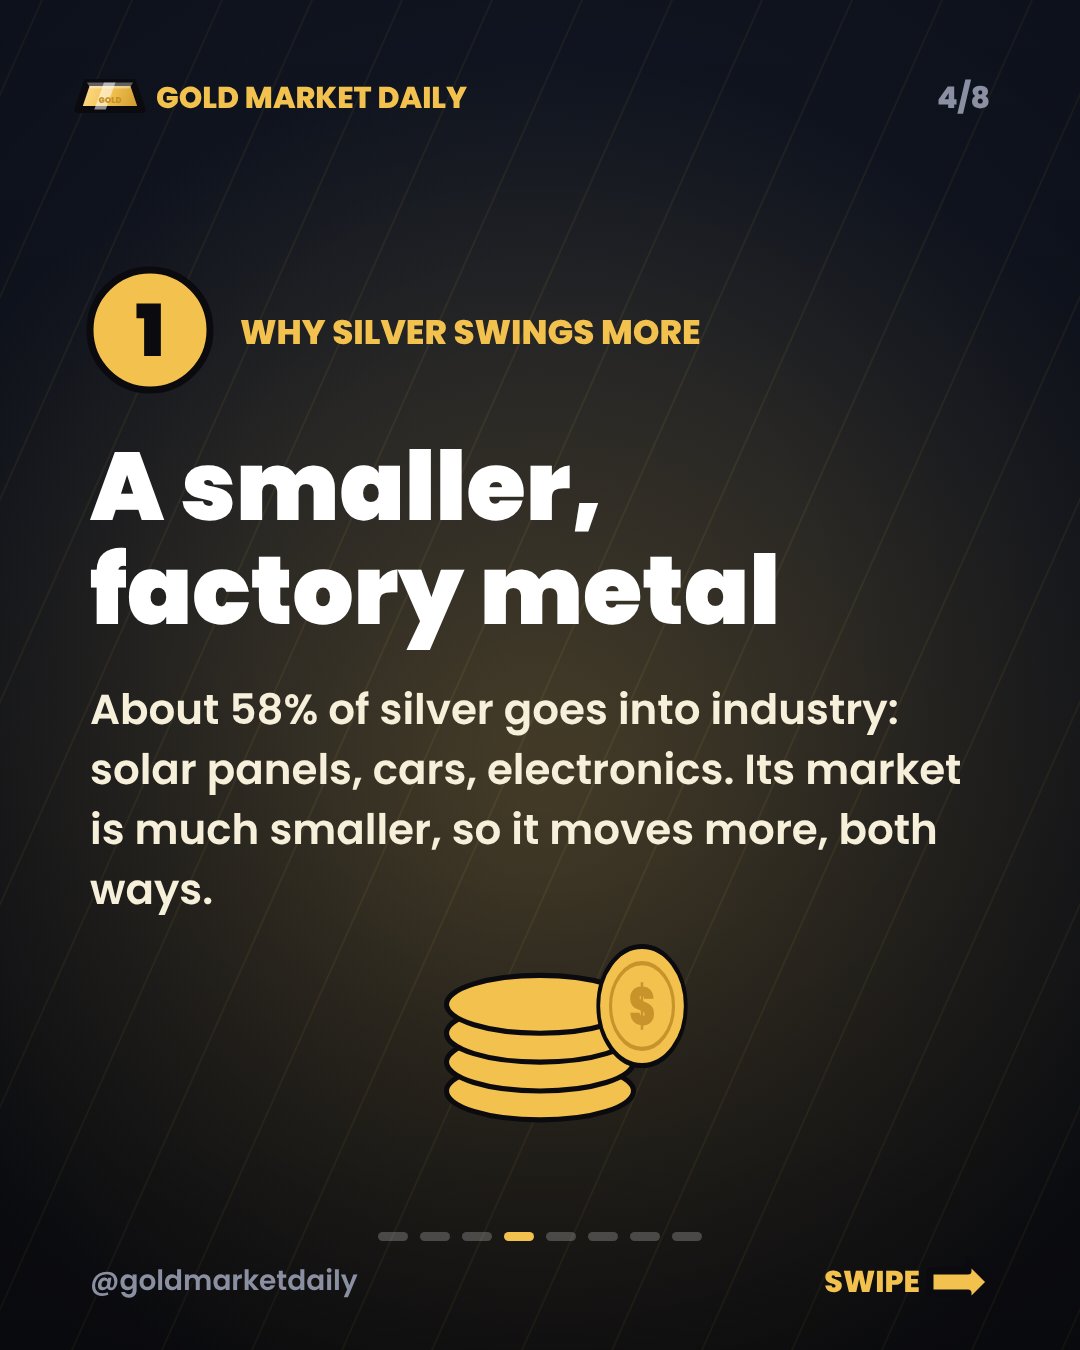 GOLD
GOLD MARKET DAILY
4/8
1
WHY SILVER SWINGS MORE
A smaller,
factory metal
About 58% of silver goes into industry:
solar panels, cars, electronics. Its market
is much smaller, so it moves more, both
ways.
$
@goldmarketdaily
SWIPE